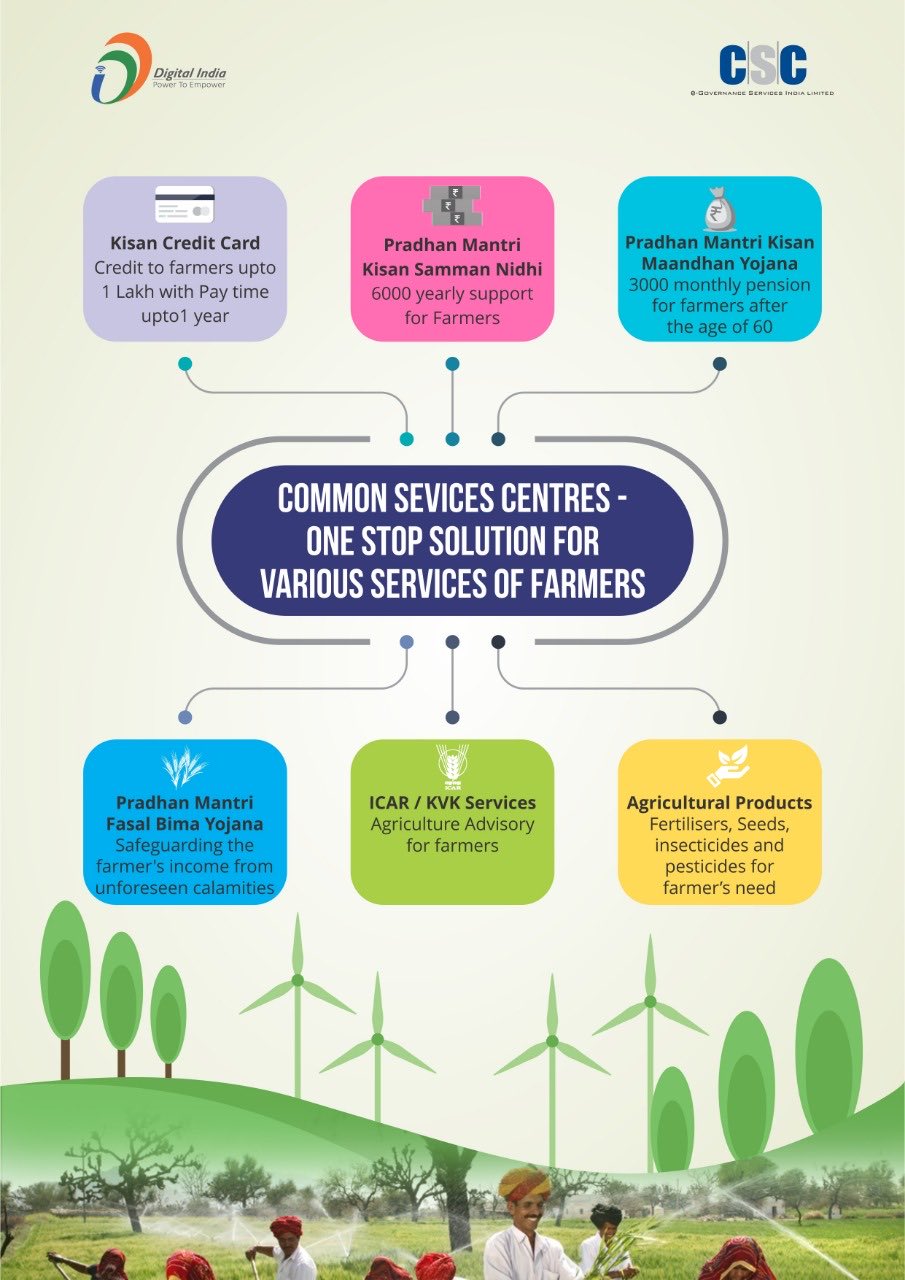 Digital India
Power To Empower
CSC
e-Governance Services India Limited
Kisan Credit Card
Credit to farmers upto
1 Lakh with Pay time
upto1 year
Pradhan Mantri
Kisan Samman Nidhi
6000 yearly support
for Farmers
Pradhan Mantri Kisan
Maandhan Yojana
3000 monthly pension
for farmers after
the age of 60
COMMON SEVICES CENTRES -
ONE STOP SOLUTION FOR
VARIOUS SERVICES OF FARMERS
Pradhan Mantri
Fasal Bima Yojana
Safeguarding the
farmer's income from
unforeseen calamities
ICAR / KVK Services
Agriculture Advisory
for farmers
Agricultural Products
Fertilisers, Seeds,
insecticides and
pesticides for
farmer's need